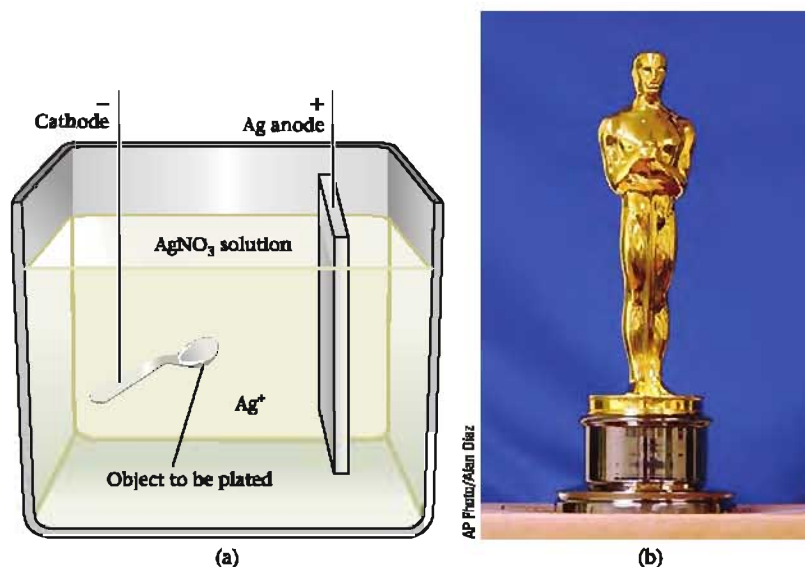 −
Cathode
+
Ag anode
AgNO₃ solution
Ag⁺
Object to be plated
(a)
AP Photo/Alan Diaz
(b)